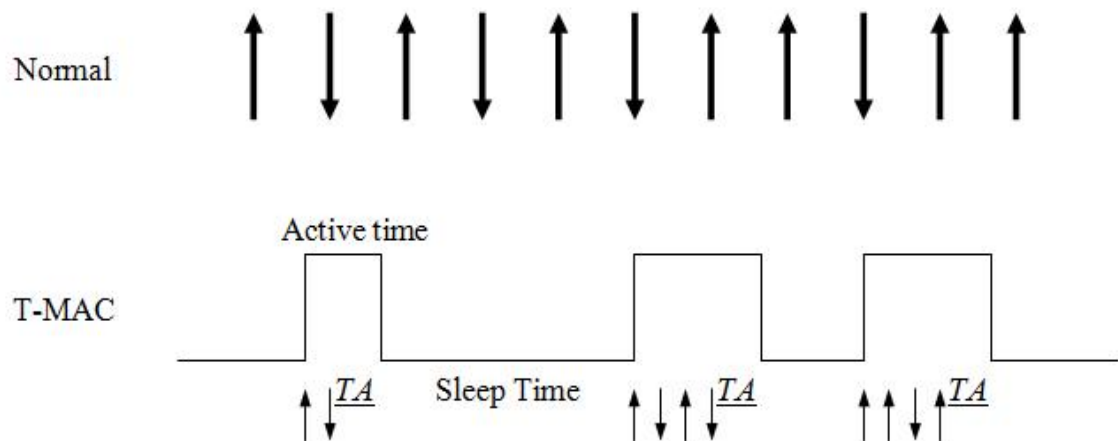 Normal
Active time
T-MAC
TA
Sleep Time
TA
TA